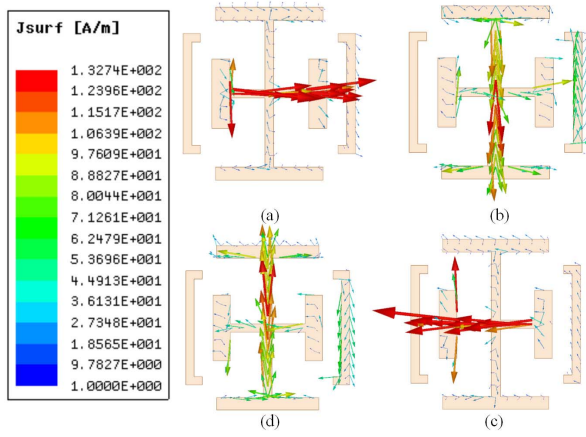 Jsurf [A/m]
1.3274E+002
1.2396E+002
1.1517E+002
1.0639E+002
9.7609E+001
8.8827E+001
8.0044E+001
7.1261E+001
6.2479E+001
5.3696E+001
4.4913E+001
3.6131E+001
2.7348E+001
1.8565E+001
9.7827E+000
1.0000E+000
(a)
(b)
(d)
(c)